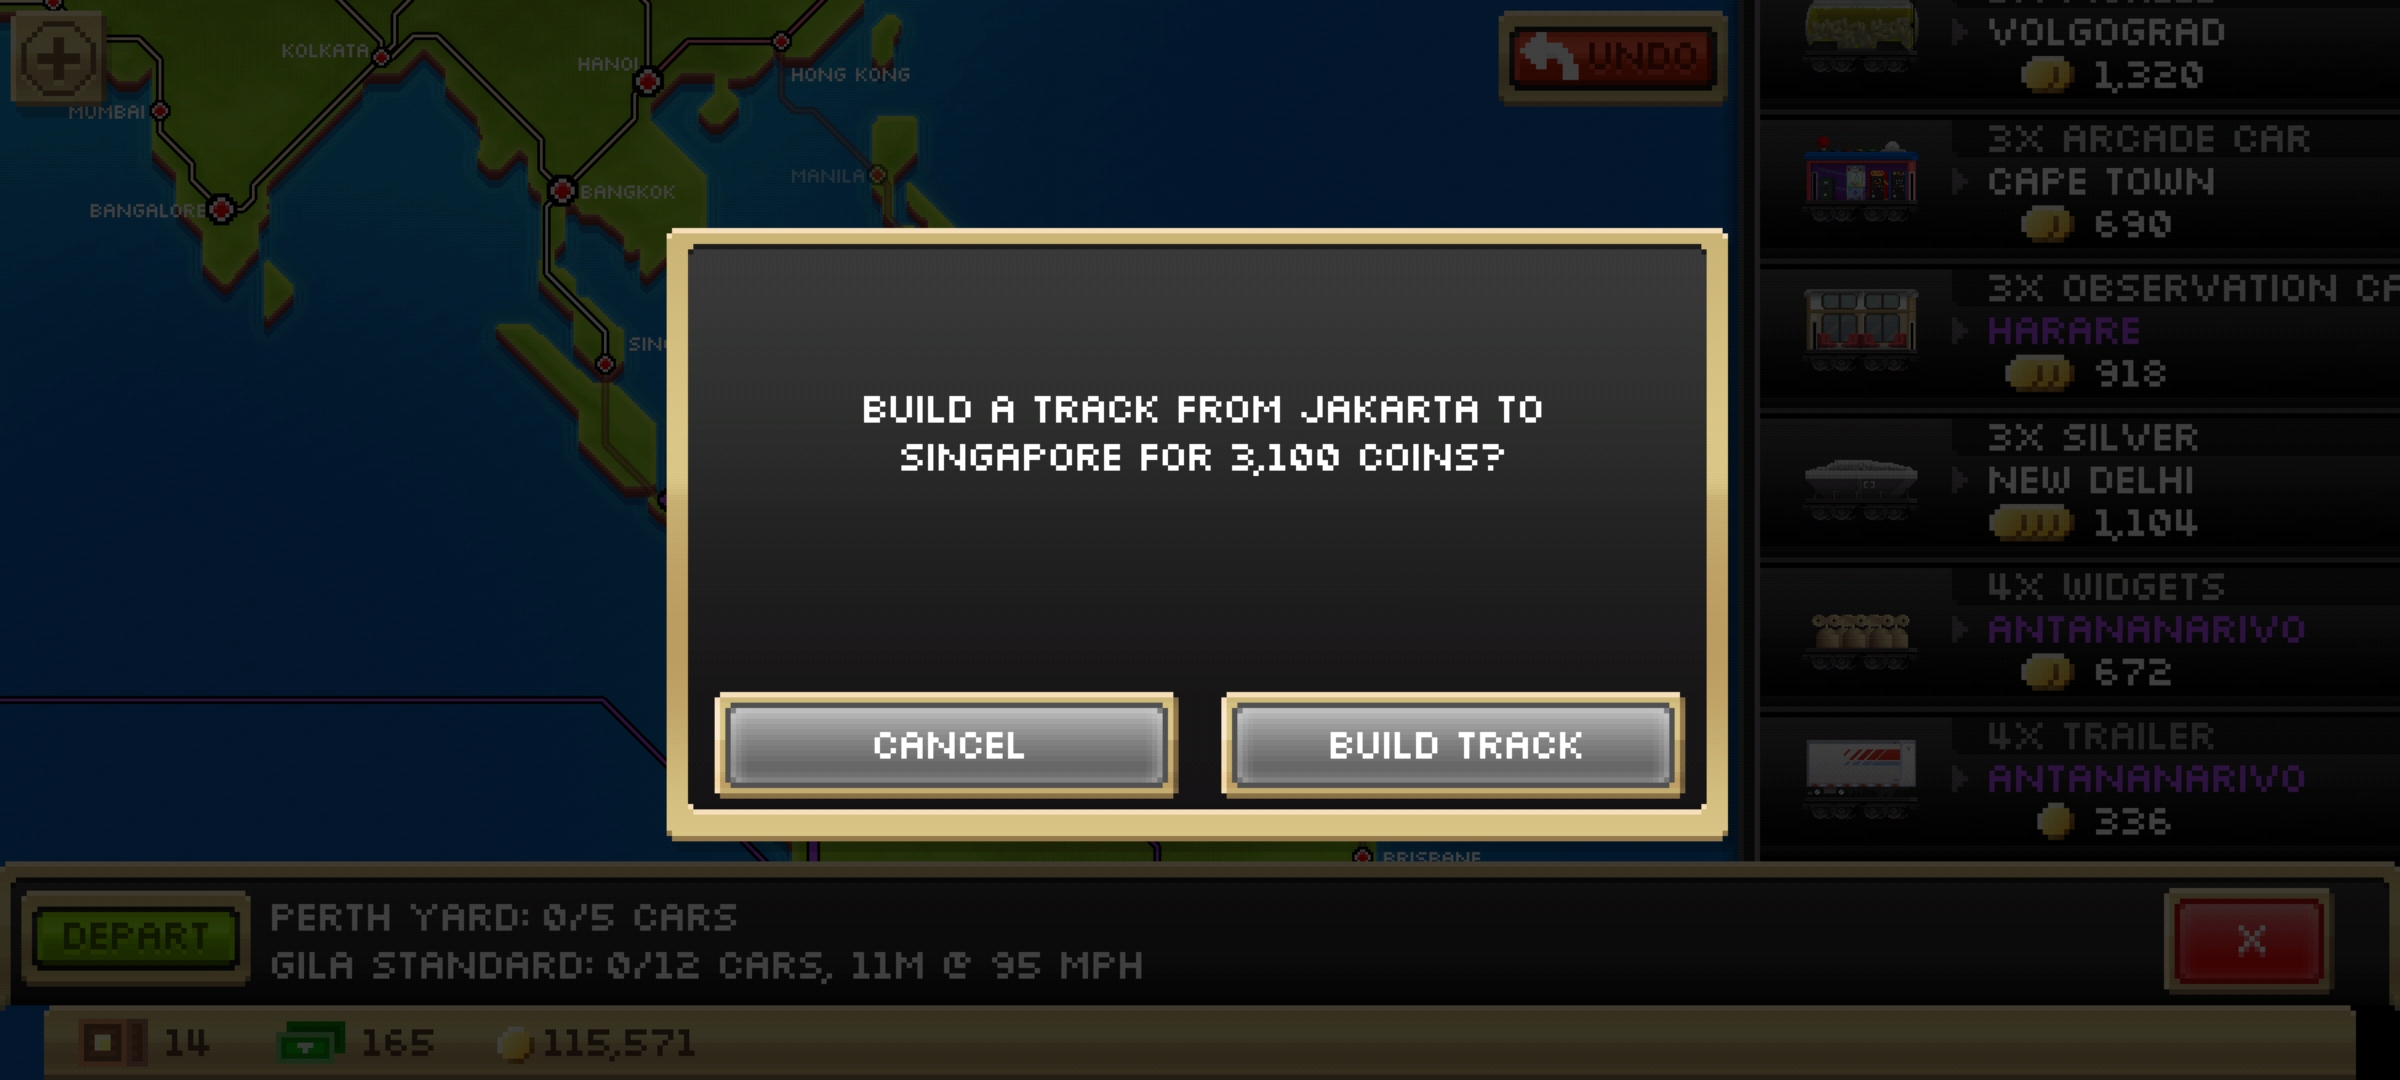 KOLKATA
HANOI
HONG KONG
MUMBAI
MANILA
BANGKOK
BANGALORE
UNDO
VOLGOGRAD
1,320
3X ARCADE CAR
CAPE TOWN
690
3X OBSERVATION
HARARE
918
3X SILVER
NEW DELHI
1,104
4X WIDGETS
ANTANANARIVO
672
4X TRAILER
ANTANANARIVO
336
BUILD A TRACK FROM JAKARTA TO
SINGAPORE FOR 3,100 COINS?
CANCEL
BUILD TRACK
BRISBANE
DEPART
PERTH YARD: 0/5 CARS
GILA STANDARD: 0/12 CARS, 11M @ 95 MPH
X
14
165
115,571